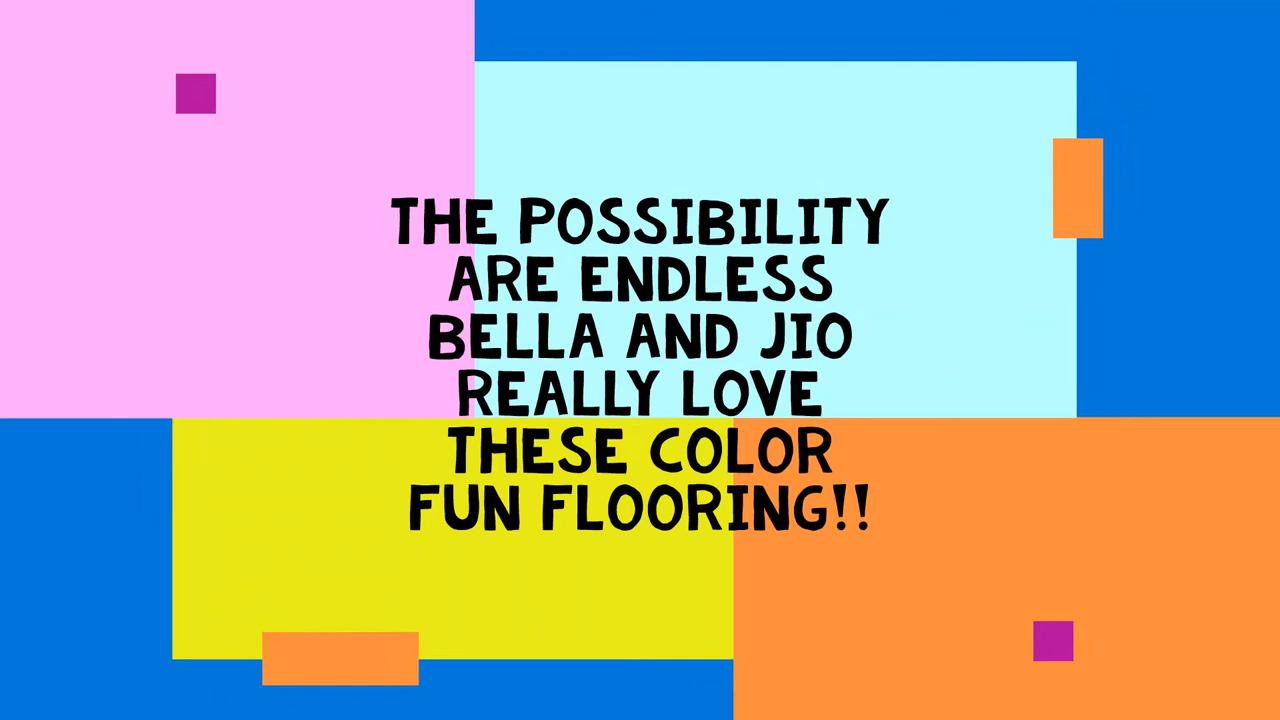 THE POSSIBILITY
ARE ENDLESS
BELLA AND JIO
REALLY LOVE
THESE COLOR
FUN FLOORING!!